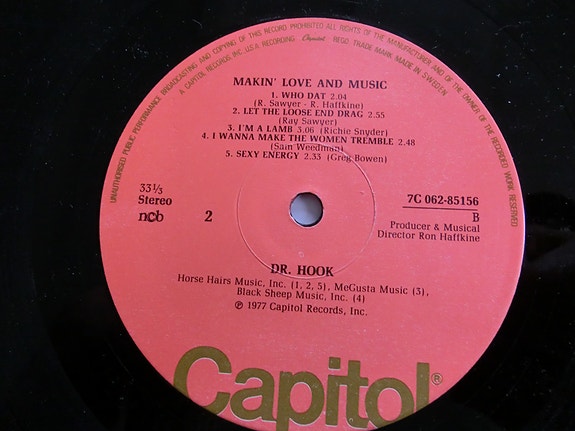 UNAUTHORISED PUBLIC PERFORMANCE BROADCASTING AND COPYING OF THIS RECORD PROHIBITED ALL RIGHTS OF THE MANUFACTURER AND OF THE OWNER OF THE RECORDED WORK RESERVED
A CAPITOL RECORDS INC. U.S.A. RECORDING. Capitol REGD TRADE MARK MADE IN SWEDEN
MAKIN' LOVE AND MUSIC
1. WHO DAT 2.04
(R. Sawyer - R. Haffkine)
2. LET THE LOOSE END DRAG 2.55
(Ray Sawyer)
3. I'M A LAMB 3.06 (Richie Snyder)
4. I WANNA MAKE THE WOMEN TREMBLE 2.48
(Sam Weedman)
5. SEXY ENERGY 2.33 (Greg Bowen)
33⅓
Stereo
ncb 2
7C 062-85156
B
Producer & Musical
Director Ron Haffkine
DR. HOOK
Horse Hairs Music, Inc. (1, 2, 5), MeGusta Music (3),
Black Sheep Music, Inc. (4)
℗ 1977 Capitol Records, Inc.
Capitol®